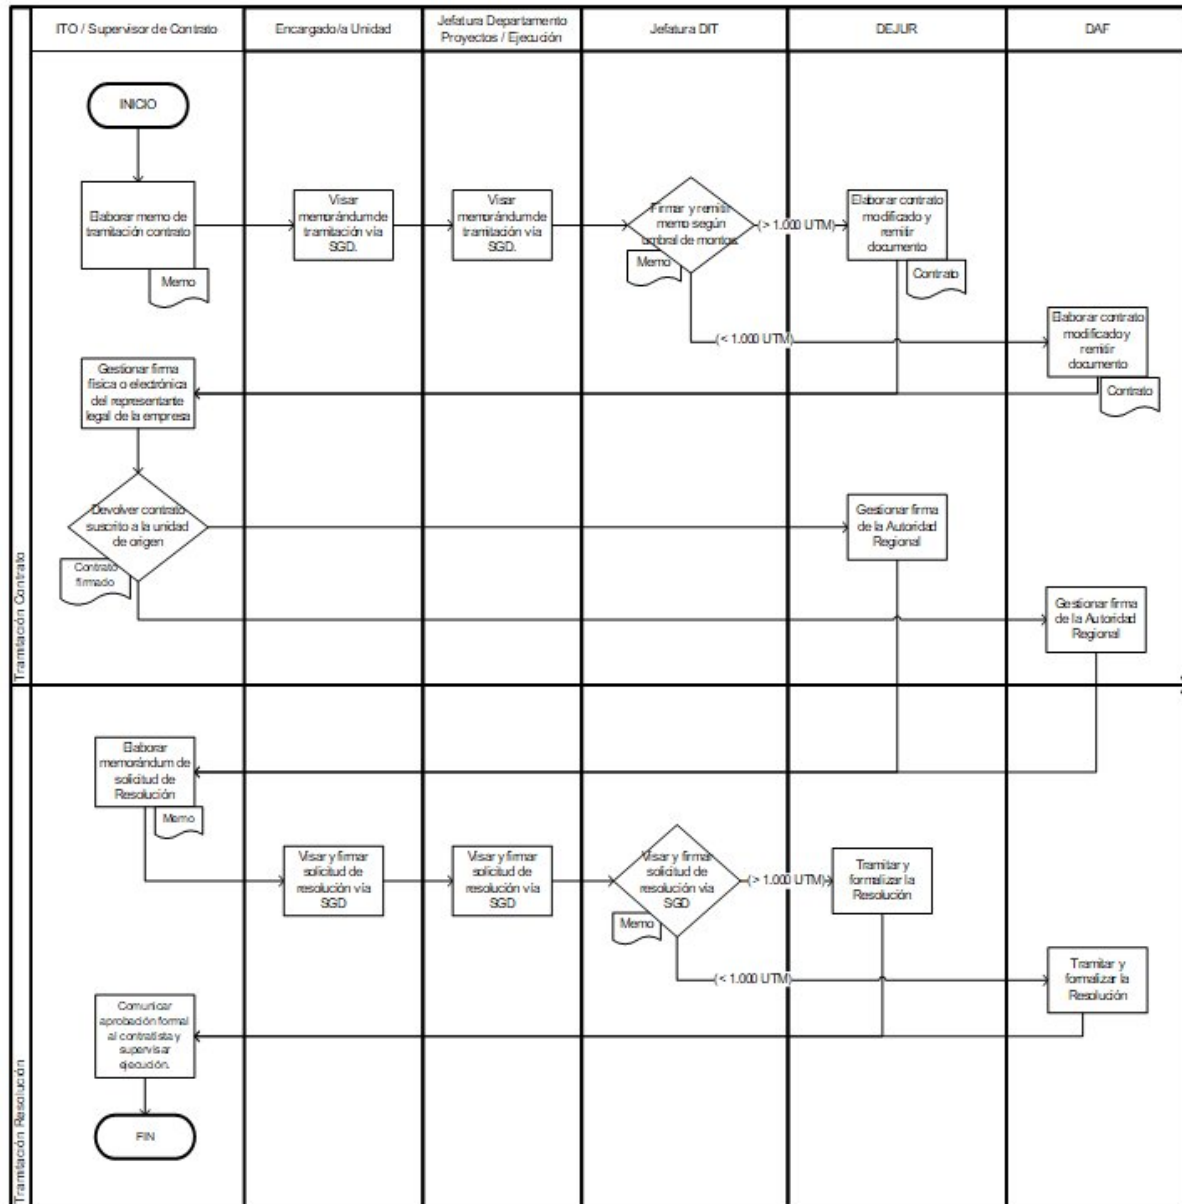 ITO / Supervisor de Contrato
Encargado/a Unidad
Jefatura Departamento
Proyectos / Ejecución
Jefatura DIT
DEJUR
DAF
Tramitación Contrato
INICIO
Elaborar memo de
tramitación contrato
Memo
Visar
memorándum de
tramitación vía
SGD.
Visar
memorándum de
tramitación vía
SGD.
Firmar y remitir
memo según
umbral de montos.
Memo
(> 1.000 UTM)
Elaborar contrato
modificado y
remitir
documento
Contrato
(< 1.000 UTM)
Elaborar contrato
modificado y
remitir
documento
Contrato
Gestionar firma
física o electrónica
del representante
legal de la empresa
Devolver contrato
suscrito a la unidad
de origen
Contrato
firmado
Gestionar firma
de la Autoridad
Regional
Gestionar firma
de la Autoridad
Regional
Tramitación Resolución
Elaborar
memorándum de
solicitud de
Resolución
Memo
Visar y firmar
solicitud de
resolución vía
SGD
Visar y firmar
solicitud de
resolución vía
SGD
Visar y firmar
solicitud de
resolución vía
SGD
Memo
(> 1.000 UTM)
Tramitar y
formalizar la
Resolución
(< 1.000 UTM)
Tramitar y
formalizar la
Resolución
Comunicar
aprobación formal
al contratista y
supervisar
ejecución.
FIN